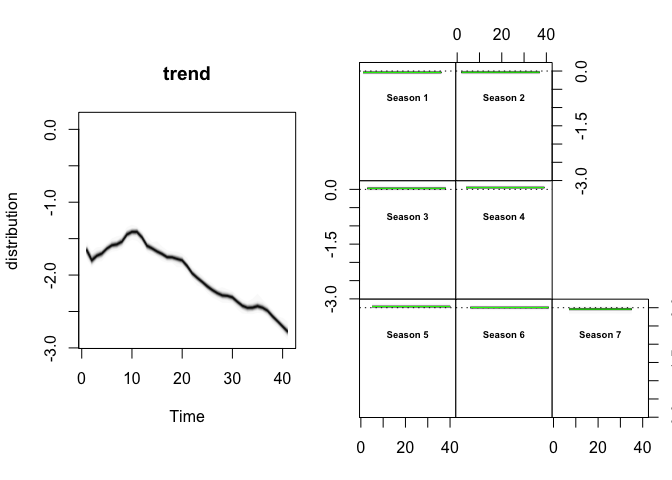 trend
distribution
0.0
-1.0
-2.0
-3.0
0 10 20 30 40
Time
0 20 40
Season 1
Season 2
0.0
-1.5
-3.0
Season 3
Season 4
0.0
-1.5
-3.0
Season 5
Season 6
Season 7
0 20 40
0 20 40